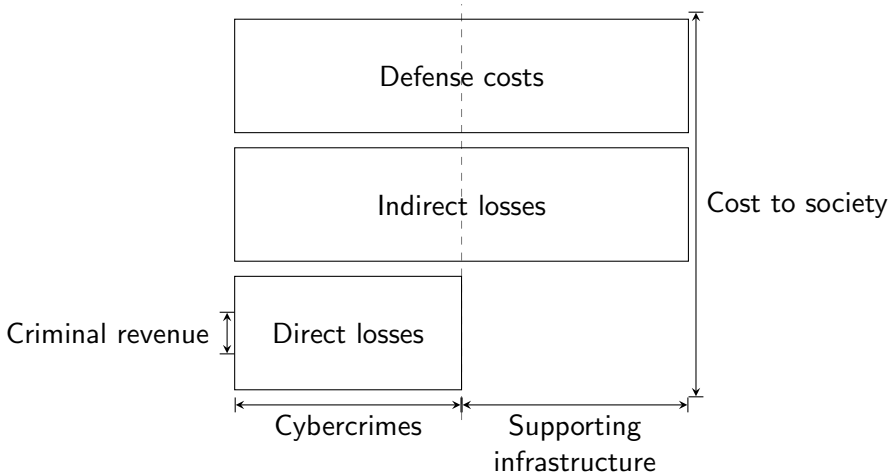 Defense costs
Indirect losses
Cost to society
Criminal revenue
Direct losses
Cybercrimes
Supporting
infrastructure